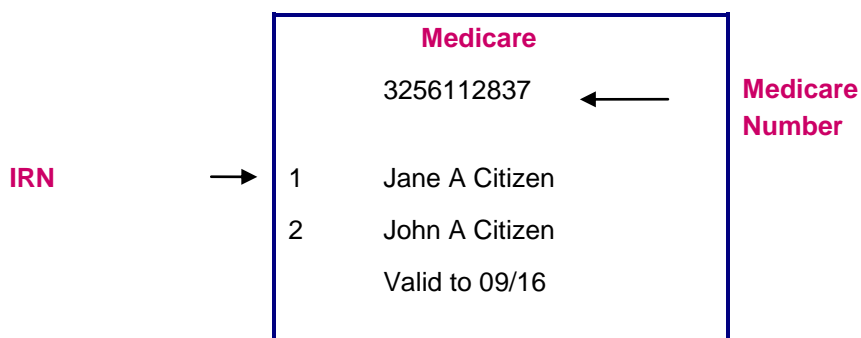 Medicare
3256112837
Medicare
Number
IRN
1 Jane A Citizen
2 John A Citizen
Valid to 09/16